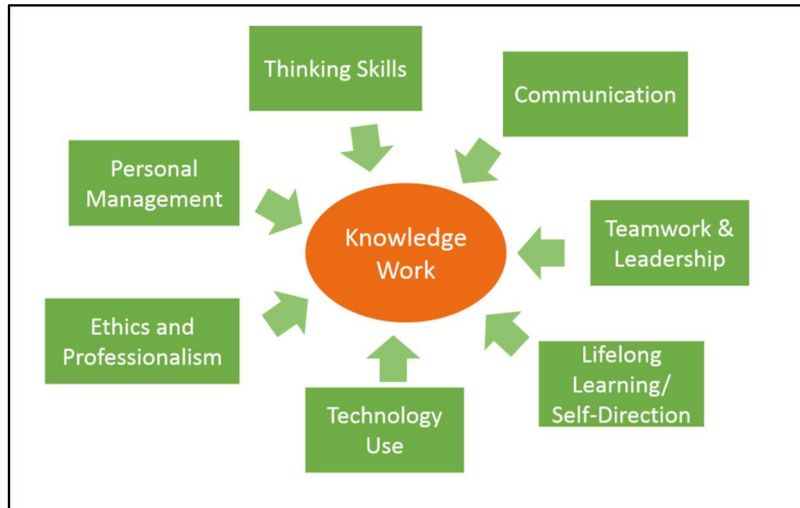 Thinking Skills
Communication
Personal
Management
Knowledge
Work
Teamwork &
Leadership
Ethics and
Professionalism
Lifelong
Learning/
Self-Direction
Technology
Use